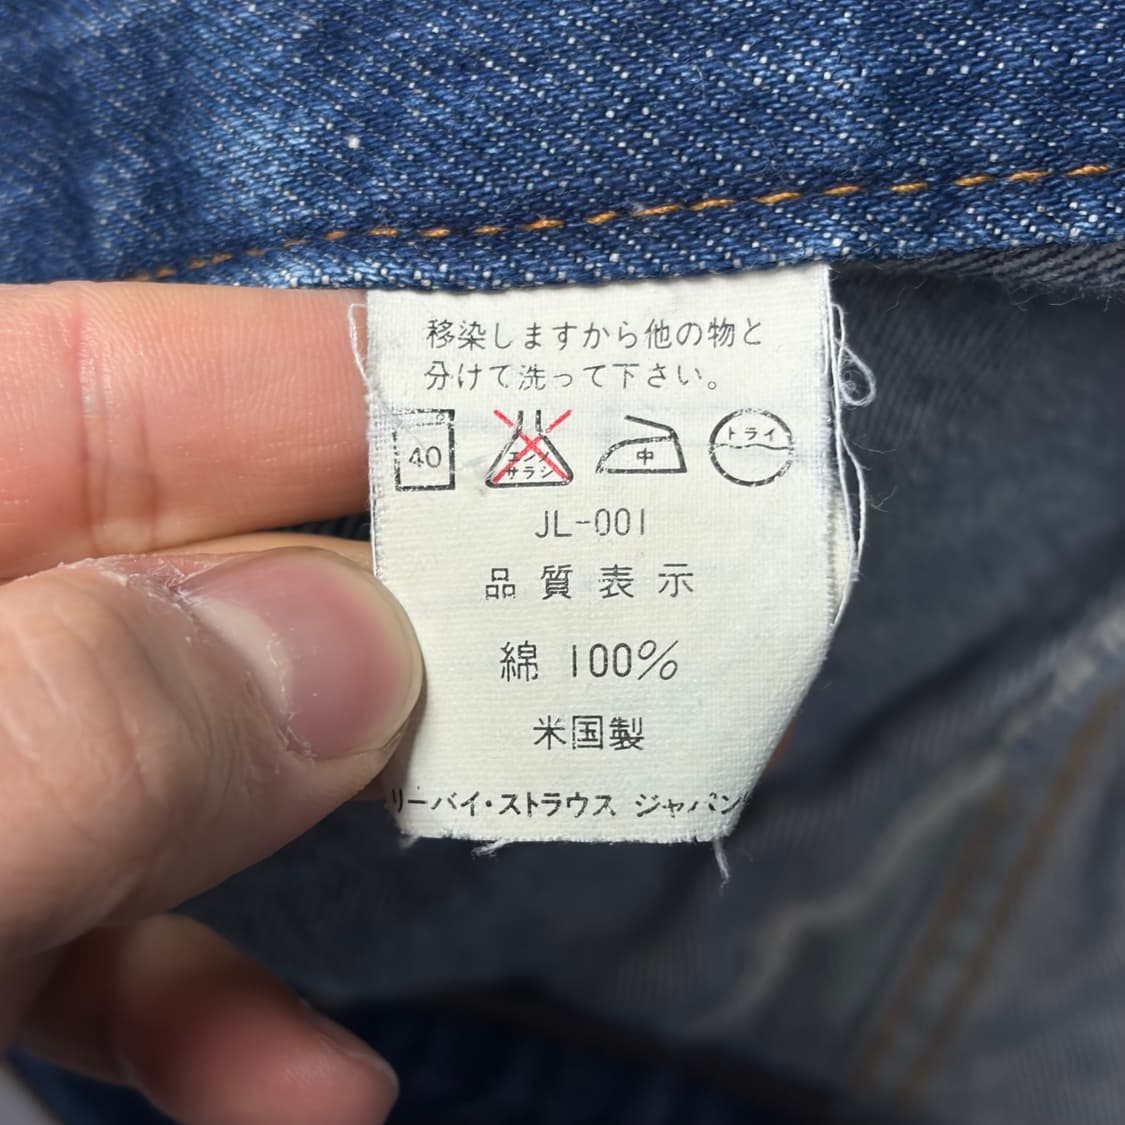 移染しますから他の物と
分けて洗って下さい。
40 エンソサラシ 中 ドライ
JL-001
品質表示
綿 100%
米国製
リーバイ・ストラウス ジャパン